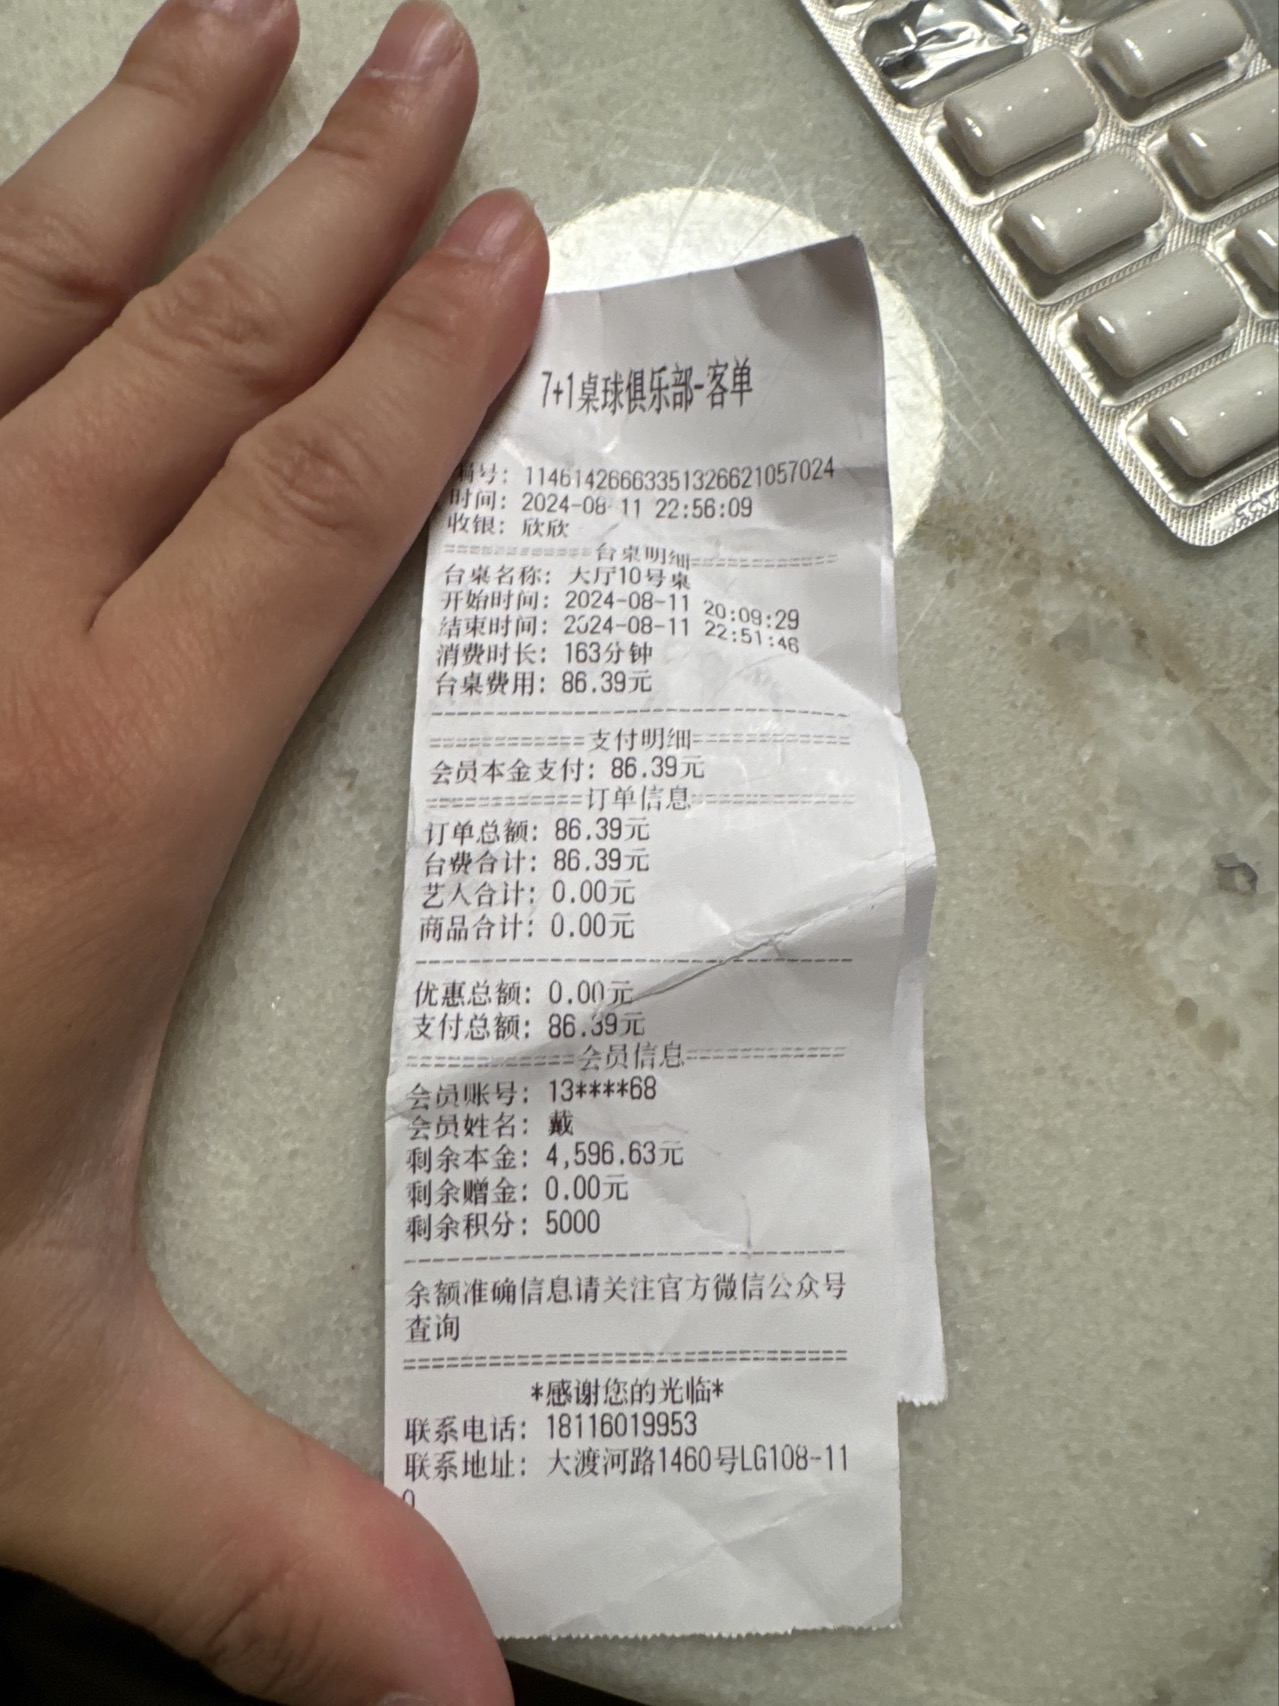 7+1桌球俱乐部-客单
编号: 1146142666335132662105​7024
时间: 2024-08-11 22:56:09
收银: 欣欣
============台桌明细============
台桌名称: 大厅10号桌
开始时间: 2024-08-11 20:09:29
结束时间: 2024-08-11 22:51:46
消费时长: 163分钟
台桌费用: 86.39元
--------------------------------
============支付明细============
会员本金支付: 86.39元
============订单信息============
订单总额: 86.39元
台费合计: 86.39元
艺人合计: 0.00元
商品合计: 0.00元
--------------------------------
优惠总额: 0.00元
支付总额: 86.39元
============会员信息============
会员账号: 13****68
会员姓名: 戴
剩余本金: 4,596.63元
剩余赠金: 0.00元
剩余积分: 5000
--------------------------------
余额准确信息请关注官方微信公众号
查询
================================
*感谢您的光临*
联系电话: 18116019953
联系地址: 大渡河路1460号LG108-11
0